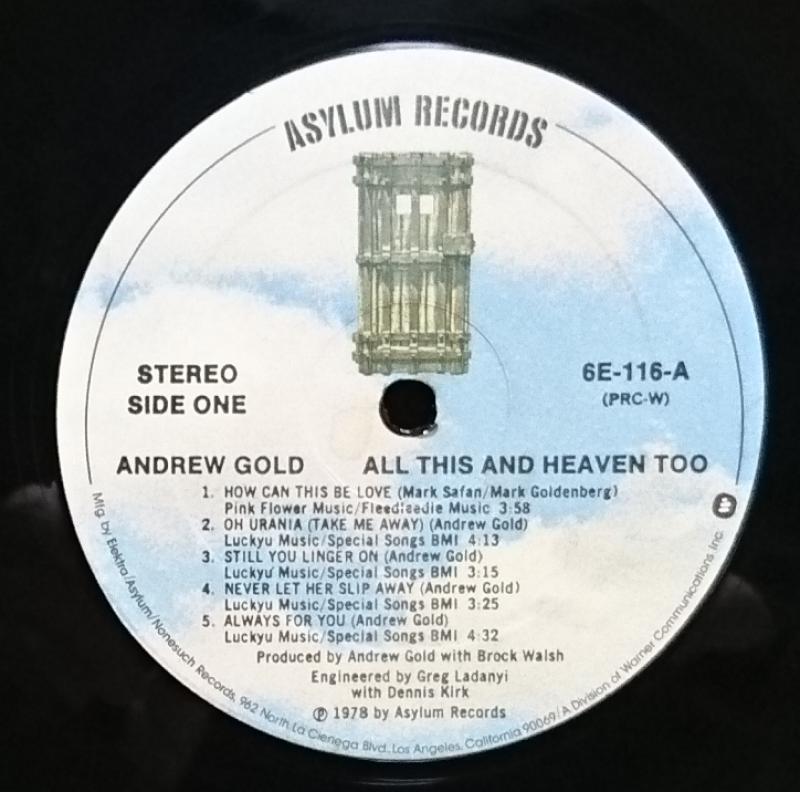 ASYLUM RECORDS
STEREO
SIDE ONE
6E-116-A
(PRC-W)
ANDREW GOLD ALL THIS AND HEAVEN TOO
1. HOW CAN THIS BE LOVE (Mark Safan/Mark Goldenberg)
Pink Flower Music/Fleedleedie Music 3:58
2. OH URANIA (TAKE ME AWAY) (Andrew Gold)
Luckyu Music/Special Songs BMI 4:13
3. STILL YOU LINGER ON (Andrew Gold)
Luckyu Music/Special Songs BMI 3:15
4. NEVER LET HER SLIP AWAY (Andrew Gold)
Luckyu Music/Special Songs BMI 3:25
5. ALWAYS FOR YOU (Andrew Gold)
Luckyu Music/Special Songs BMI 4:32
Produced by Andrew Gold with Brock Walsh
Engineered by Greg Ladanyi
with Dennis Kirk
℗ 1978 by Asylum Records
Mfg. by Elektra/Asylum/Nonesuch Records, 962 North La Cienega Blvd., Los Angeles, California 90069/A Division of Warner Communications Inc.